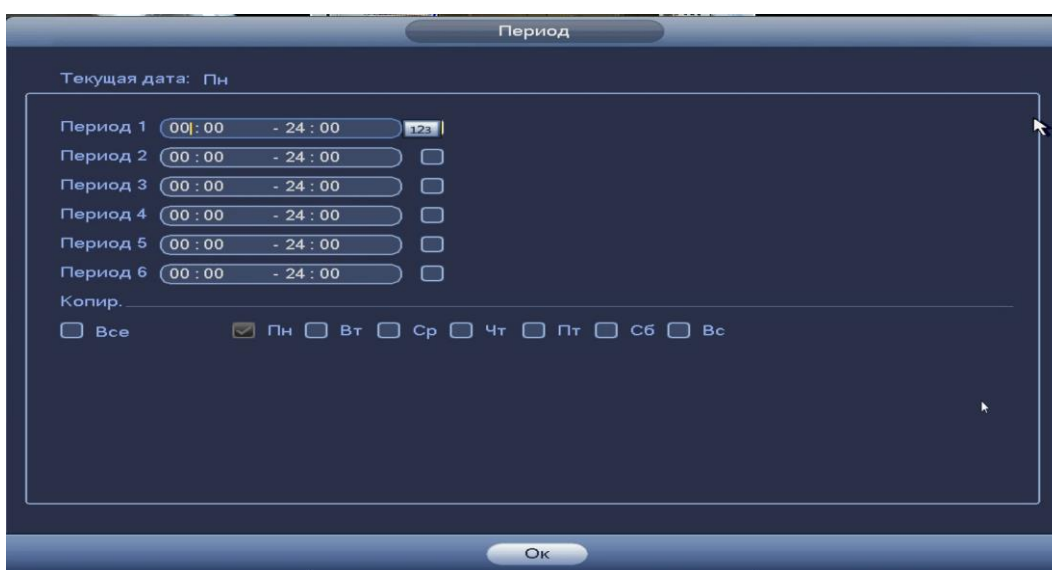 Период
Текущая дата: Пн
Период 1 00:00 - 24:00 123
Период 2 00:00 - 24:00
Период 3 00:00 - 24:00
Период 4 00:00 - 24:00
Период 5 00:00 - 24:00
Период 6 00:00 - 24:00
Копир.
Все Пн Вт Ср Чт Пт Сб Вс
Ок